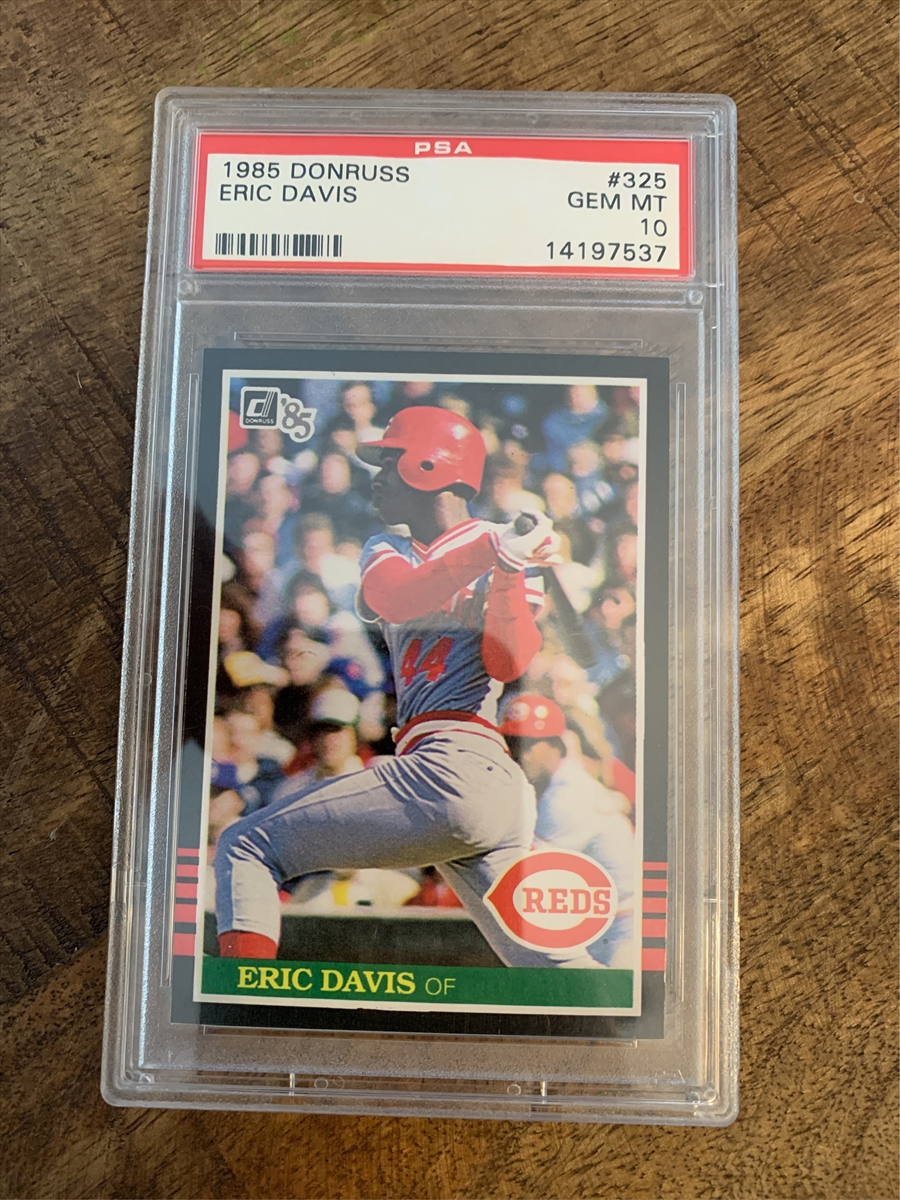 PSA
1985 DONRUSS #325
ERIC DAVIS GEM MT
10
14197537
d '85
DONRUSS
44
REDS
ERIC DAVIS OF